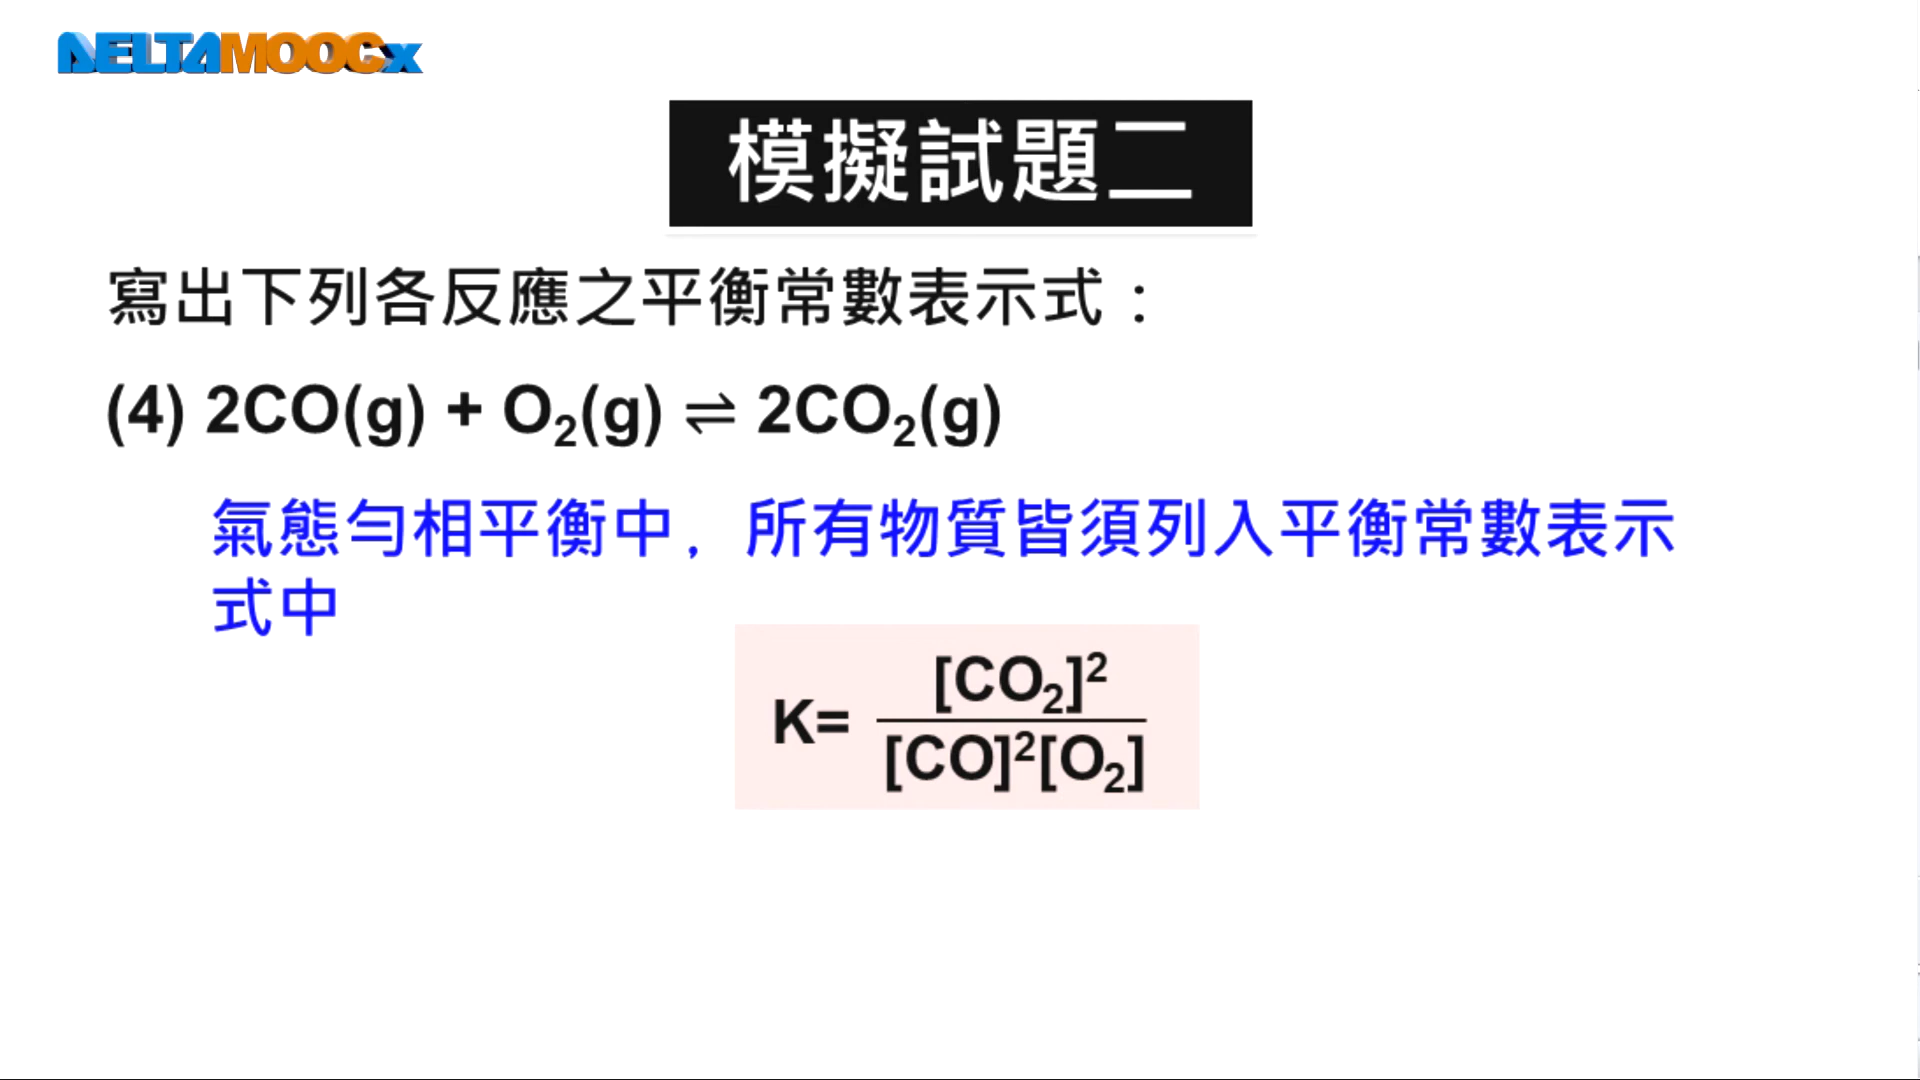 DELTAMOOCx
模擬試題二
寫出下列各反應之平衡常數表示式：
(4) 2CO(g) + O₂(g) ⇌ 2CO₂(g)
氣態勻相平衡中，所有物質皆須列入平衡常數表示
式中
[CO₂]²
K=
[CO]²[O₂]